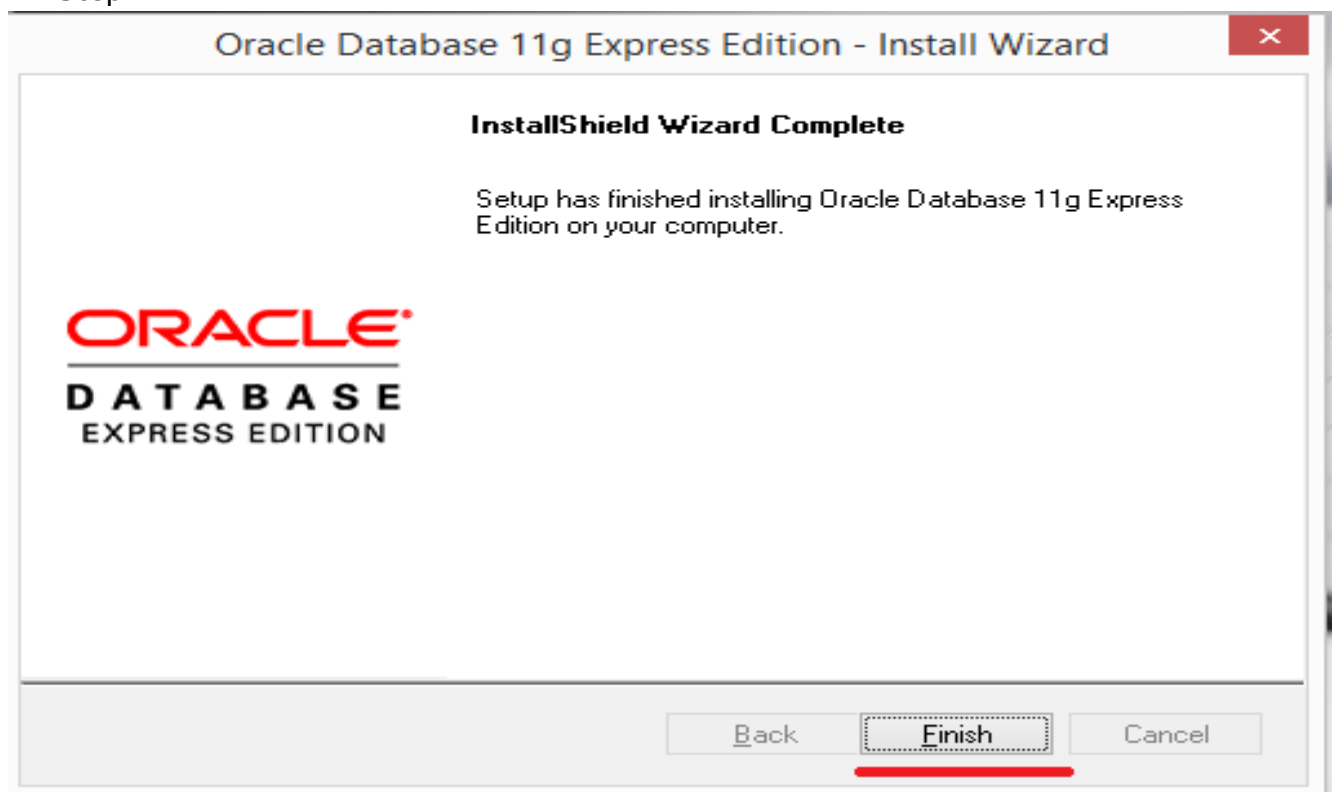 Oracle Database 11g Express Edition - Install Wizard
InstallShield Wizard Complete
Setup has finished installing Oracle Database 11g Express
Edition on your computer.
ORACLE
DATABASE
EXPRESS EDITION
Back Finish Cancel